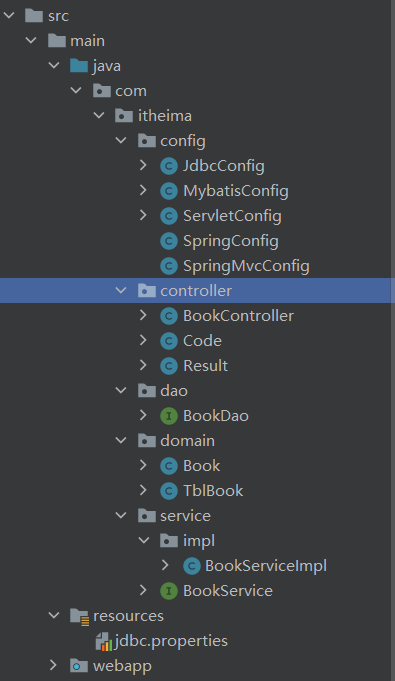 src
main
java
com
itheima
config
JdbcConfig
MybatisConfig
ServletConfig
SpringConfig
SpringMvcConfig
controller
BookController
Code
Result
dao
BookDao
domain
Book
TblBook
service
impl
BookServiceImpl
BookService
resources
jdbc.properties
webapp